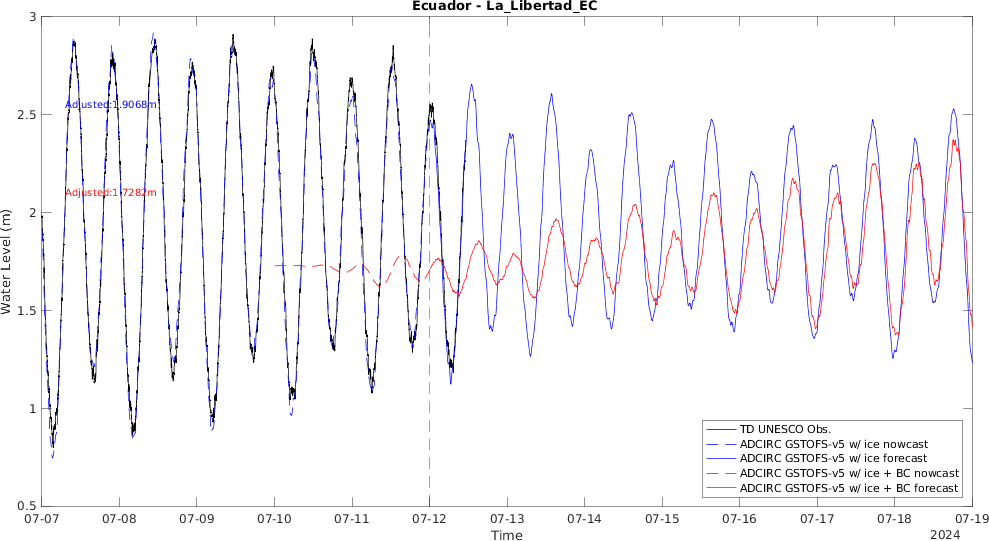 Ecuador - La_Libertad_EC
3
2.5
2
1.5
1
0.5
Water Level (m)
Adjusted:1.9068m
Adjusted:1.7282m
TD UNESCO Obs.
ADCIRC GSTOFS-v5 w/ ice nowcast
ADCIRC GSTOFS-v5 w/ ice forecast
ADCIRC GSTOFS-v5 w/ ice + BC nowcast
ADCIRC GSTOFS-v5 w/ ice + BC forecast
07-07 07-08 07-09 07-10 07-11 07-12 07-13 07-14 07-15 07-16 07-17 07-18 07-19
Time
2024